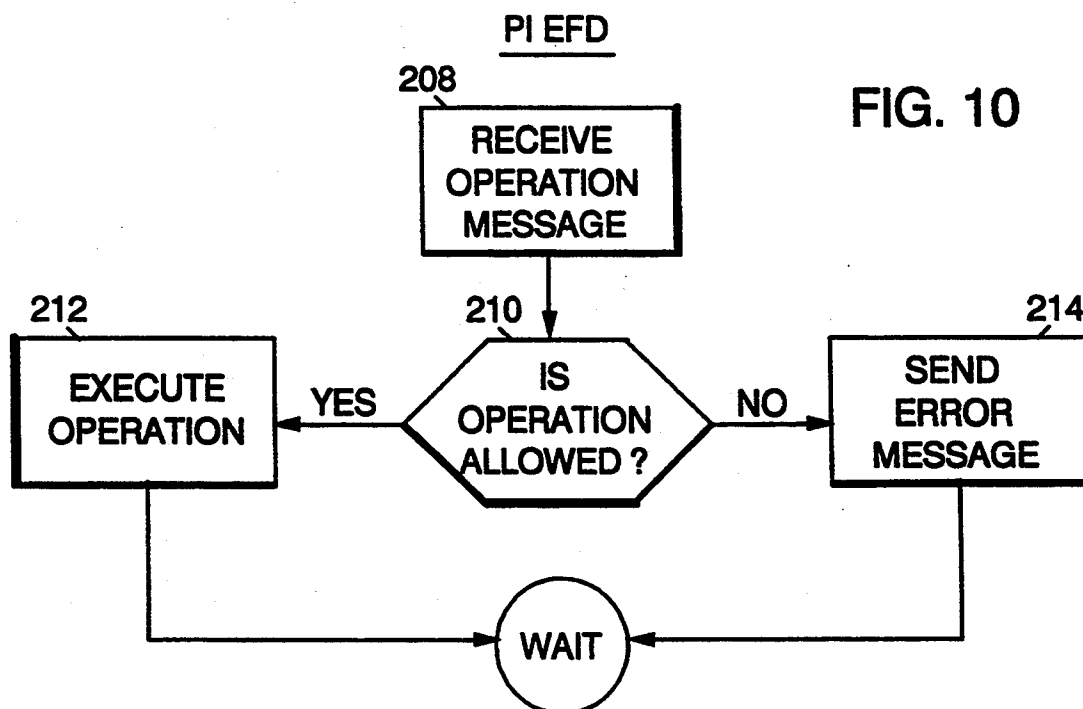 PI EFD
FIG. 10
208
RECEIVE
OPERATION
MESSAGE
210
IS
OPERATION
ALLOWED ?
YES
NO
212
EXECUTE
OPERATION
214
SEND
ERROR
MESSAGE
WAIT